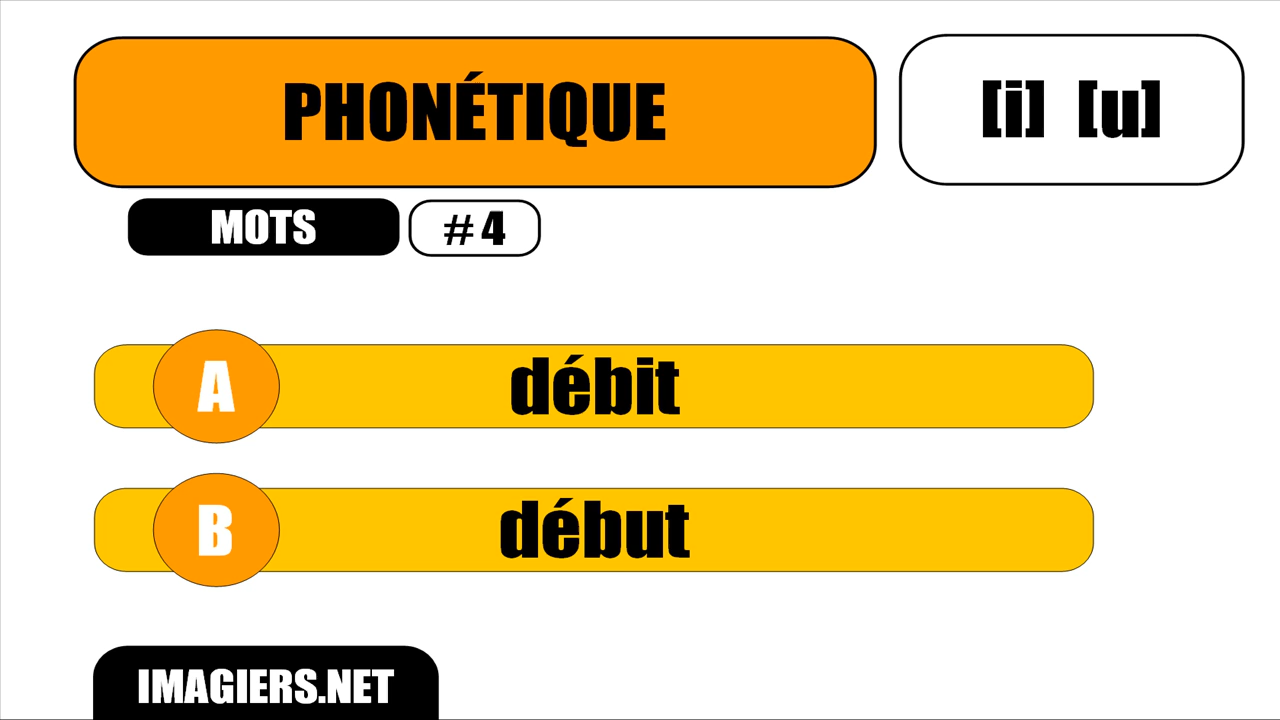 PHONÉTIQUE
[i] [u]
MOTS
#4
A débit
B début
IMAGIERS.NET